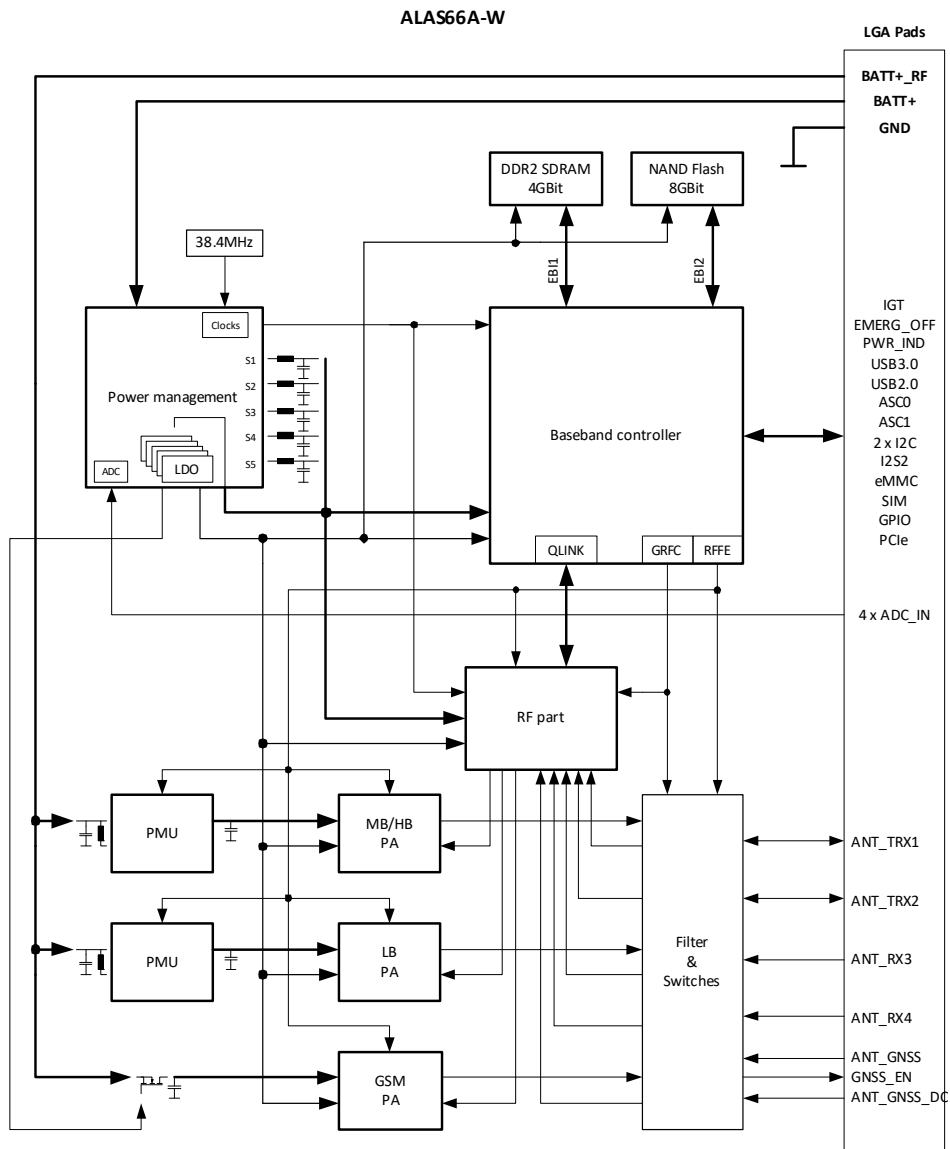 ALAS66A-W
LGA Pads
BATT+_RF
BATT+
GND
DDR2 SDRAM
4GBit
NAND Flash
8GBit
38.4MHz
EBI1
EBI2
Clocks
S1
S2
S3
S4
S5
Power management
LDO
ADC
Baseband controller
QLINK
GRFC
RFFE
IGT
EMERG_OFF
PWR_IND
USB3.0
USB2.0
ASC0
ASC1
2 x I2C
I2S2
eMMC
SIM
GPIO
PCIe
4 x ADC_IN
RF part
PMU
MB/HB
PA
PMU
LB
PA
GSM
PA
Filter
&
Switches
ANT_TRX1
ANT_TRX2
ANT_RX3
ANT_RX4
ANT_GNSS
GNSS_EN
ANT_GNSS_DC